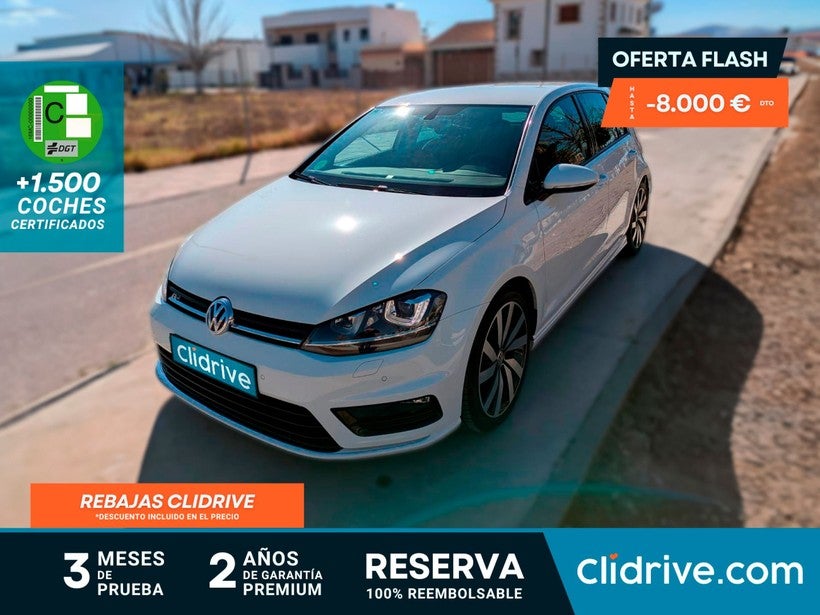 C
DGT
+1.500
COCHES
CERTIFICADOS
OFERTA FLASH
HASTA
-8.000 €
DTO
R
Clidrive
REBAJAS CLIDRIVE
*DESCUENTO INCLUIDO EN EL PRECIO
3 MESES
DE
PRUEBA
2 AÑOS
DE GARANTÍA
PREMIUM
RESERVA
100% REEMBOLSABLE
Clidrive.com